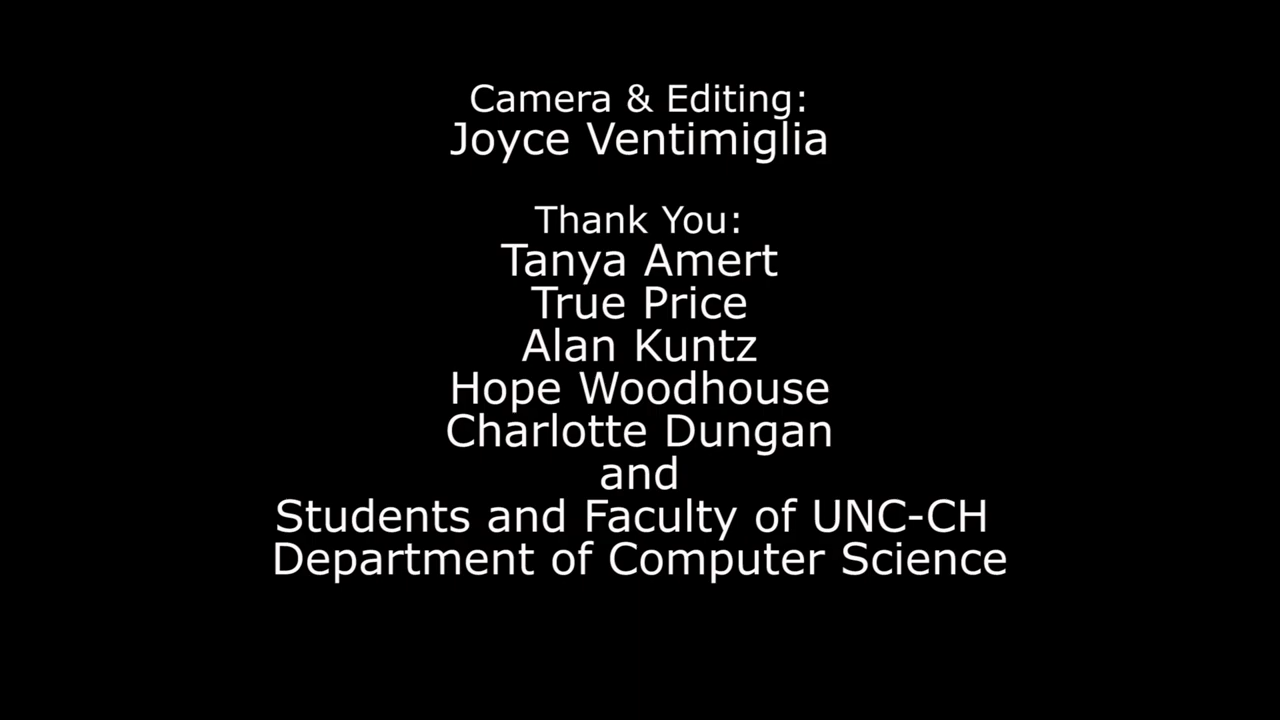 Camera & Editing:
Joyce Ventimiglia
Thank You:
Tanya Amert
True Price
Alan Kuntz
Hope Woodhouse
Charlotte Dungan
and
Students and Faculty of UNC-CH
Department of Computer Science